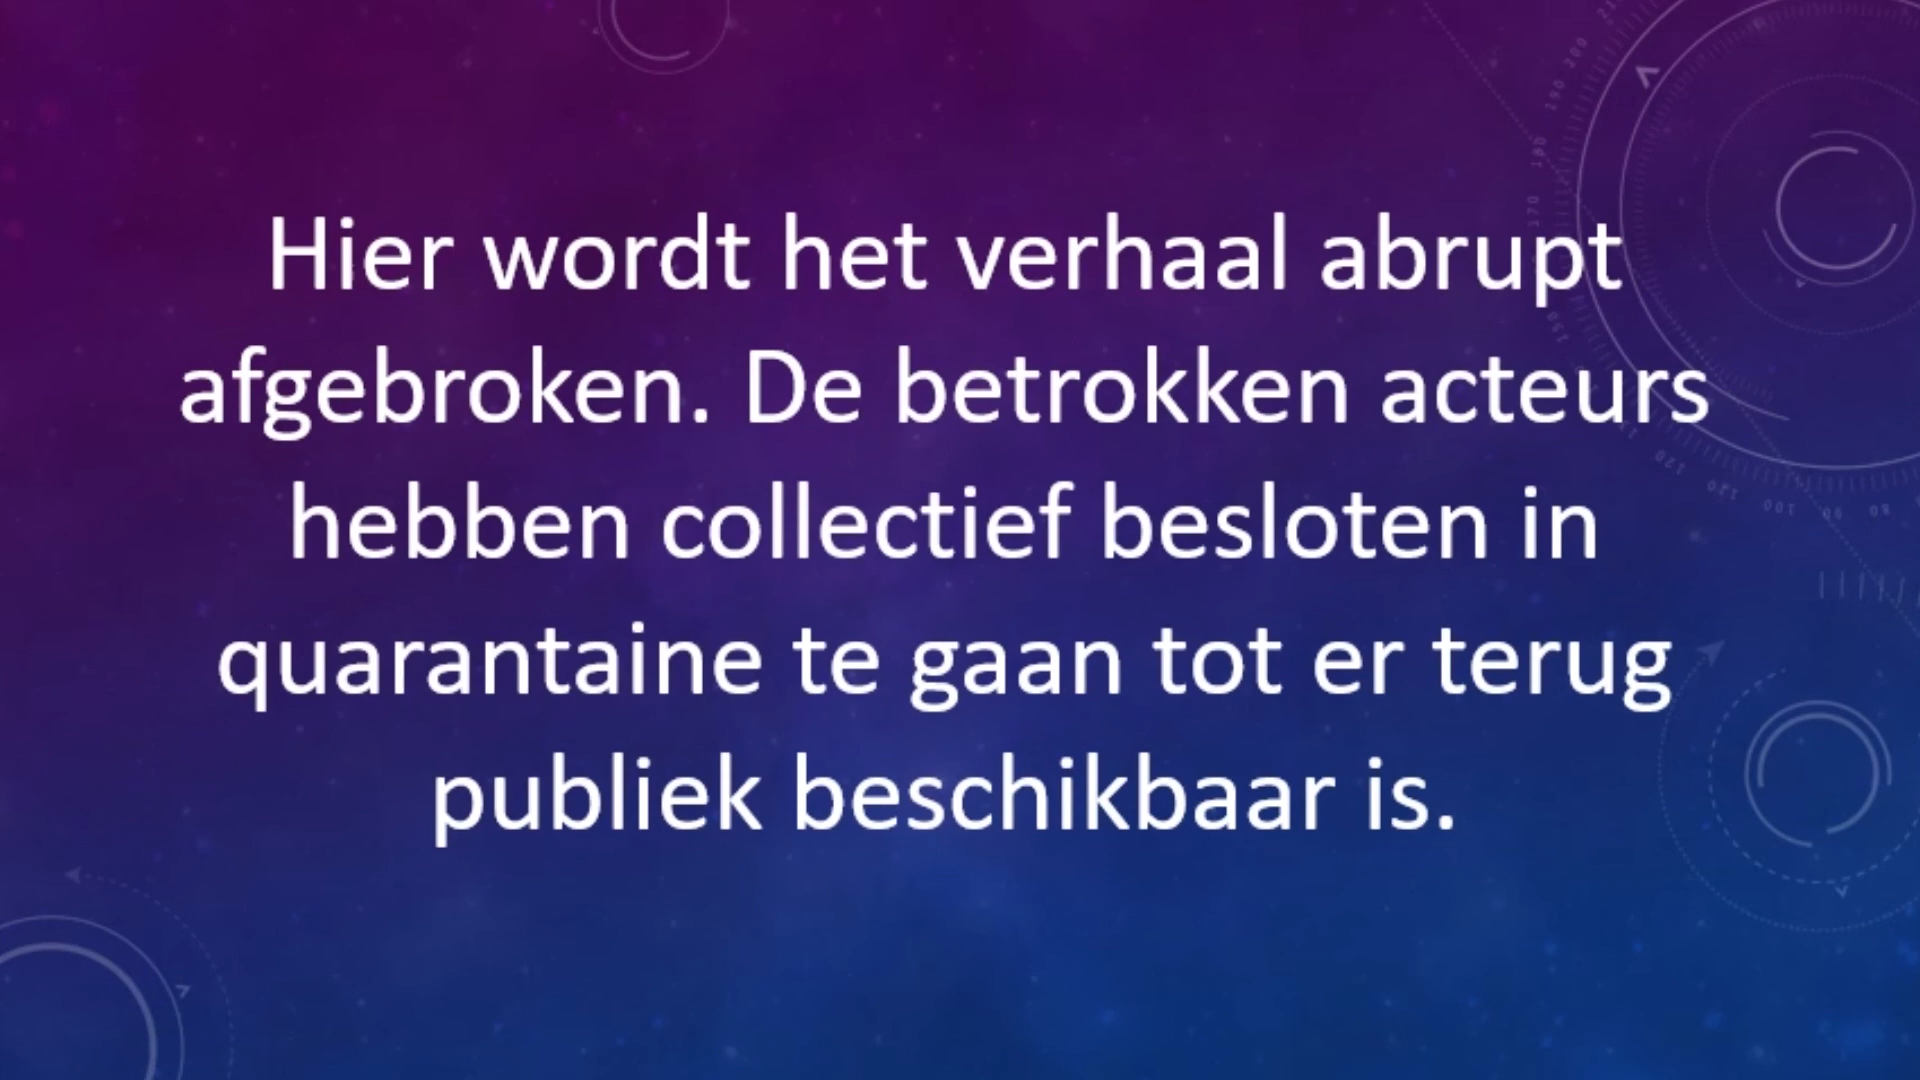 Hier wordt het verhaal abrupt
afgebroken. De betrokken acteurs
hebben collectief besloten in
quarantaine te gaan tot er terug
publiek beschikbaar is.